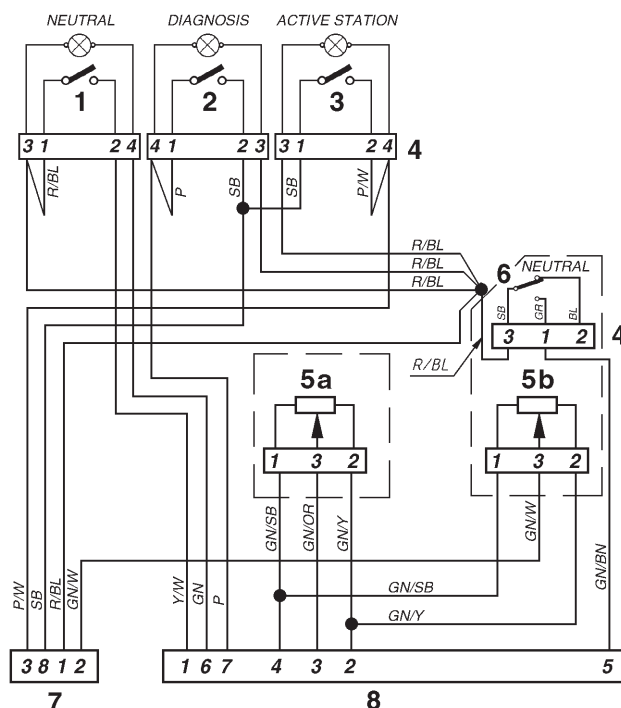 NEUTRAL DIAGNOSIS ACTIVE STATION
1 2 3
3 1 2 4 4 1 2 3 3 1 2 4 4
R/BL P SB SB P/W
R/BL
R/BL
R/BL
6 NEUTRAL
SB GR BL
3 1 2 4
R/BL
5a 5b
1 3 2 1 3 2
GN/SB GN/OR GN/Y GN/W
GN/SB
GN/Y
GN/BN
P/W SB R/BL GN/W Y/W GN P
3 8 1 2 1 6 7 4 3 2 5
7 8